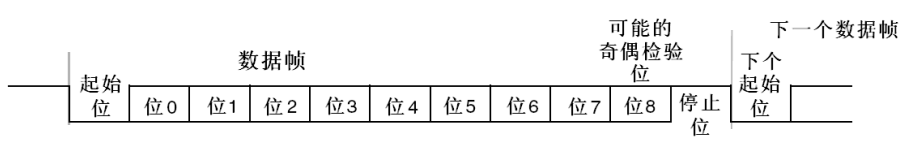 数据帧
可能的
奇偶检验
位
下一个数据帧
起始
位
位0
位1
位2
位3
位4
位5
位6
位7
位8
停止
位
下个
起始
位